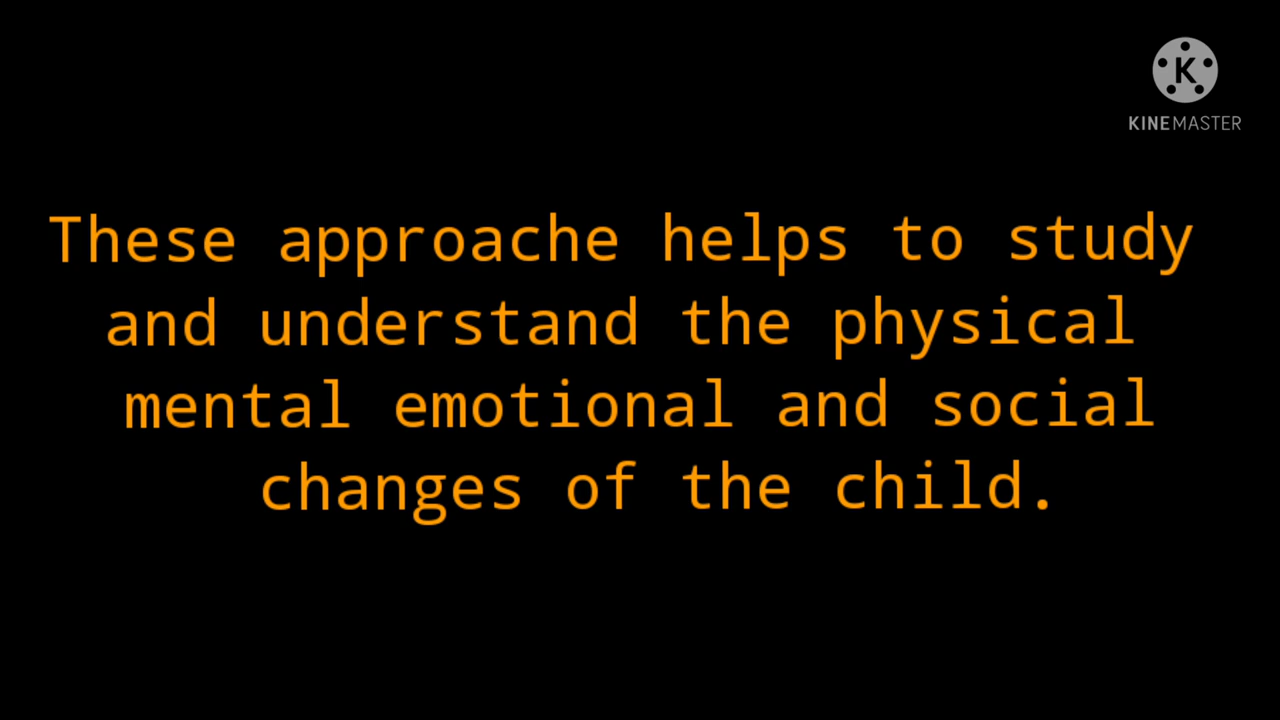 K
KINEMASTER
These approache helps to study
and understand the physical
mental emotional and social
changes of the child.